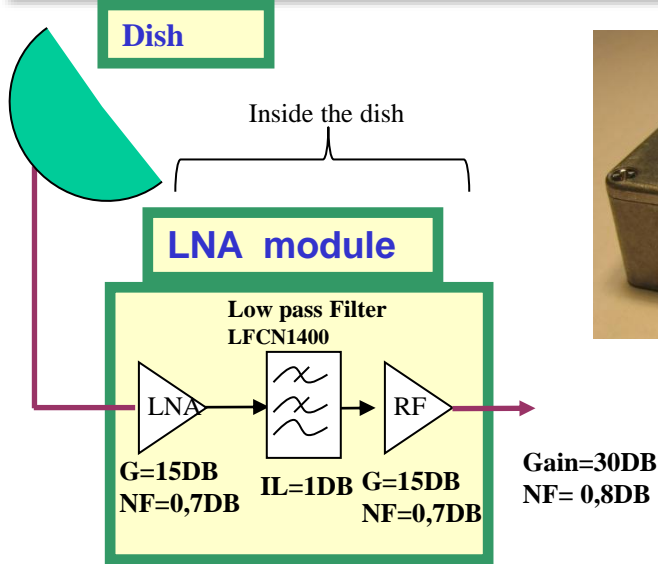 Dish
Inside the dish
LNA module
Low pass Filter
LFCN1400
LNA
RF
G=15DB
NF=0,7DB
IL=1DB
G=15DB
NF=0,7DB
Gain=30DB
NF= 0,8DB